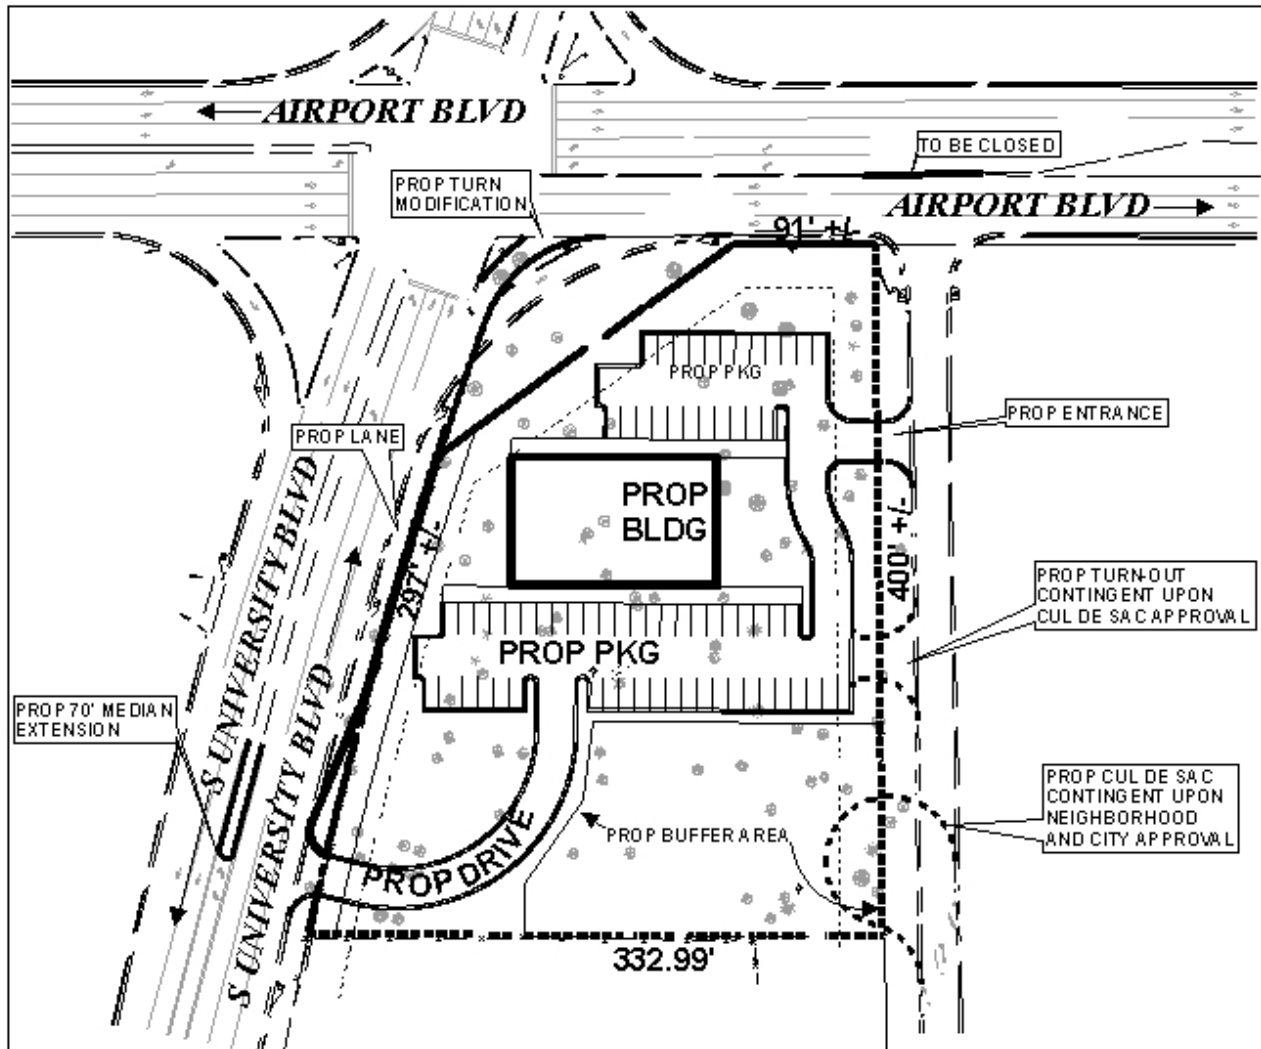 AIRPORT BLVD
TO BE CLOSED
PROP TURN
MODIFICATION
AIRPORT BLVD
91' +/-
PROP PKG
PROP ENTRANCE
PROP LANE
PROP
BLDG
S UNIVERSITY BLVD
297' +/-
400' +/-
PROP TURN-OUT
CONTINGENT UPON
CUL DE SAC APPROVAL
PROP PKG
S UNIVERSITY BLVD
PROP 70' MEDIAN
EXTENSION
PROP CUL DE SAC
CONTINGENT UPON
NEIGHBORHOOD
AND CITY APPROVAL
PROP BUFFER AREA
PROP DRIVE
332.99'